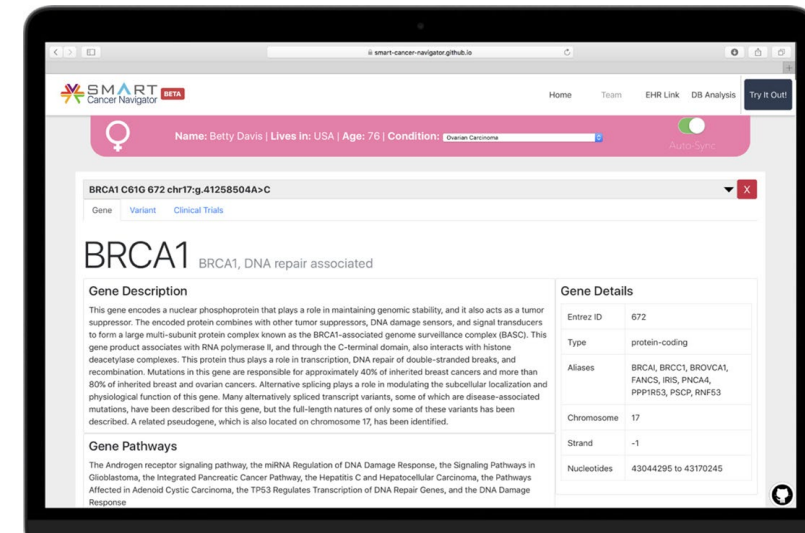 smart-cancer-navigator.github.io
SMART
Cancer Navigator
BETA
Home Team EHR Link DB Analysis Try It Out!
Name: Betty Davis | Lives in: USA | Age: 76 | Condition: Ovarian Carcinoma
Auto-Sync
BRCA1 C61G 672 chr17:g.41258504A>C
X
Gene Variant Clinical Trials
BRCA1 BRCA1, DNA repair associated
Gene Description
This gene encodes a nuclear phosphoprotein that plays a role in maintaining genomic stability, and it also acts as a tumor
suppressor. The encoded protein combines with other tumor suppressors, DNA damage sensors, and signal transducers
to form a large multi-subunit protein complex known as the BRCA1-associated genome surveillance complex (BASC). This
gene product associates with RNA polymerase II, and through the C-terminal domain, also interacts with histone
deacetylase complexes. This protein thus plays a role in transcription, DNA repair of double-stranded breaks, and
recombination. Mutations in this gene are responsible for approximately 40% of inherited breast cancers and more than
80% of inherited breast and ovarian cancers. Alternative splicing plays a role in modulating the subcellular localization and
physiological function of this gene. Many alternatively spliced transcript variants, some of which are disease-associated
mutations, have been described for this gene, but the full-length natures of only some of these variants has been
described. A related pseudogene, which is also located on chromosome 17, has been identified.
Gene Pathways
The Androgen receptor signaling pathway, the miRNA Regulation of DNA Damage Response, the Signaling Pathways in
Glioblastoma, the Integrated Pancreatic Cancer Pathway, the Hepatitis C and Hepatocellular Carcinoma, the Pathways
Affected in Adenoid Cystic Carcinoma, the TP53 Regulates Transcription of DNA Repair Genes, and the DNA Damage
Response
Gene Details
Entrez ID 672
Type protein-coding
Aliases BRCAI, BRCC1, BROVCA1,
FANCS, IRIS, PNCA4,
PPP1R53, PSCP, RNF53
Chromosome 17
Strand -1
Nucleotides 43044295 to 43170245